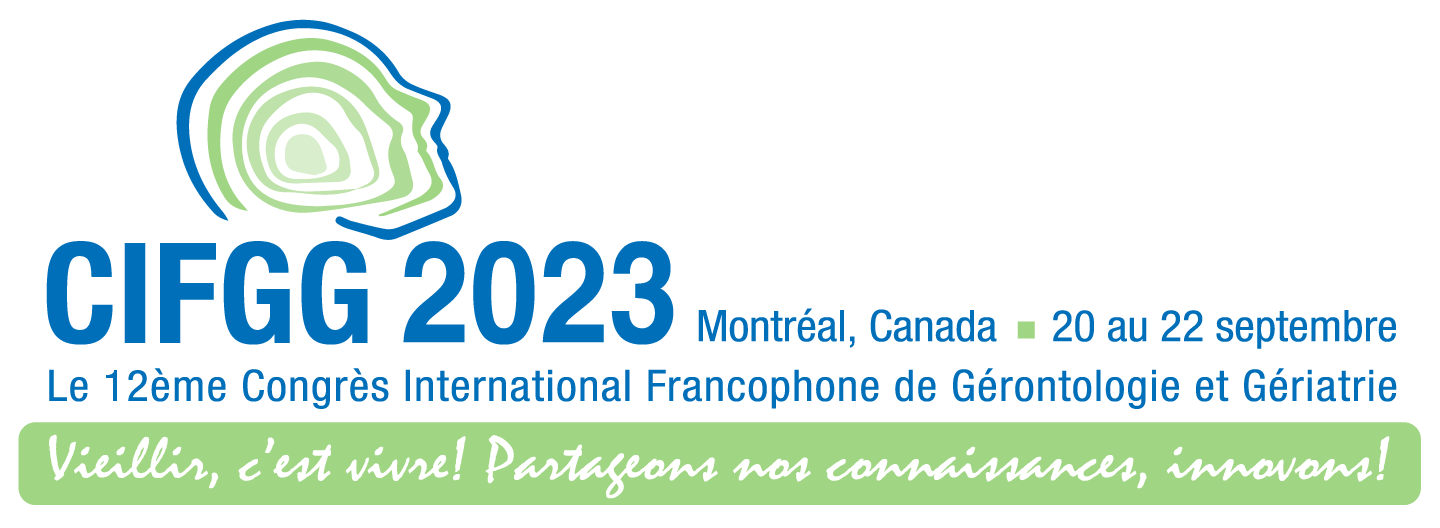 CIFGG 2023 Montréal, Canada ▪ 20 au 22 septembre
Le 12ème Congrès International Francophone de Gérontologie et Gériatrie
Vieillir, c'est vivre! Partageons nos connaissances, innovons!